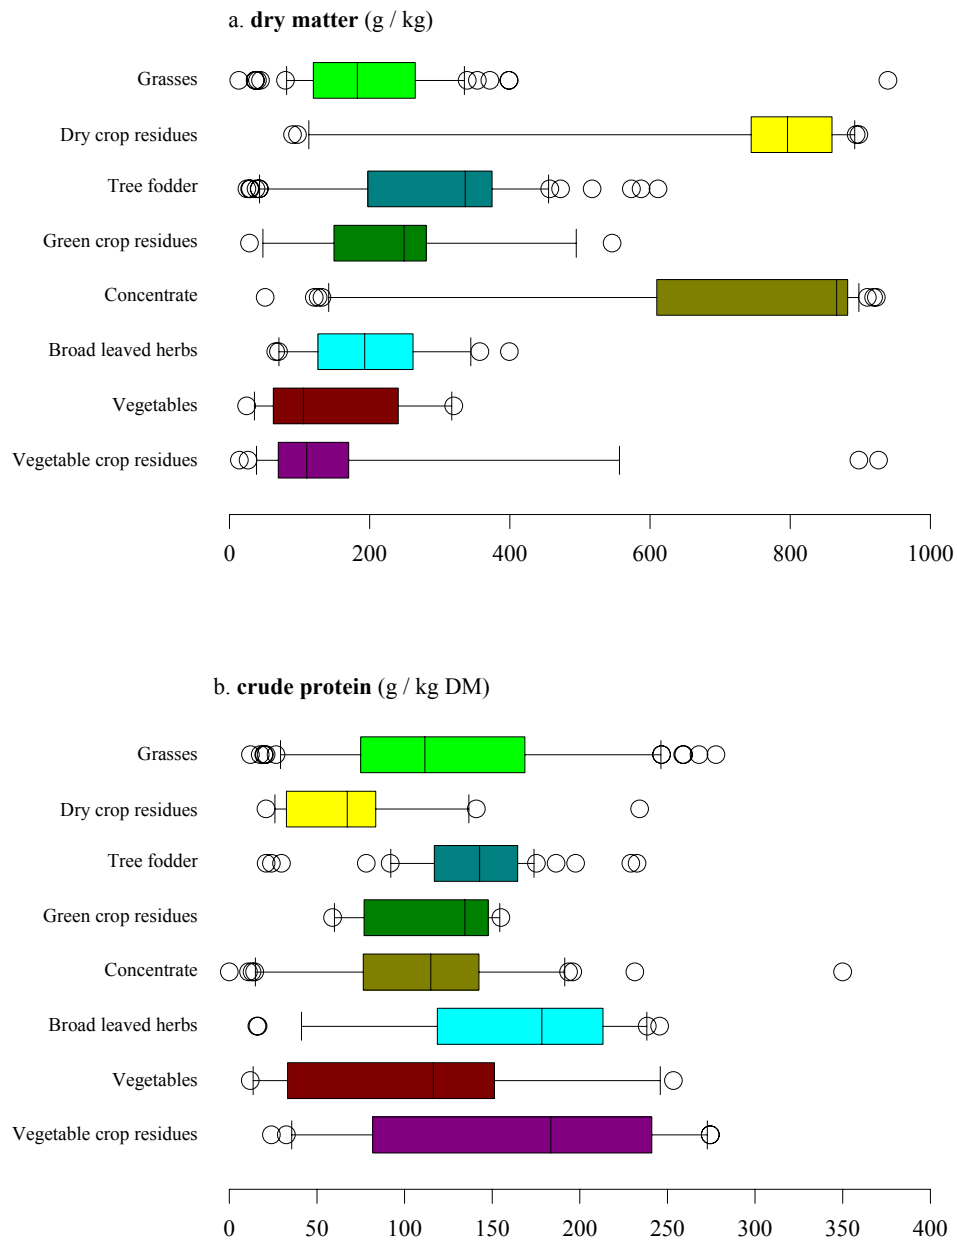 a. dry matter (g / kg)
Grasses
Dry crop residues
Tree fodder
Green crop residues
Concentrate
Broad leaved herbs
Vegetables
Vegetable crop residues
0 200 400 600 800 1000
b. crude protein (g / kg DM)
Grasses
Dry crop residues
Tree fodder
Green crop residues
Concentrate
Broad leaved herbs
Vegetables
Vegetable crop residues
0 50 100 150 200 250 300 350 400